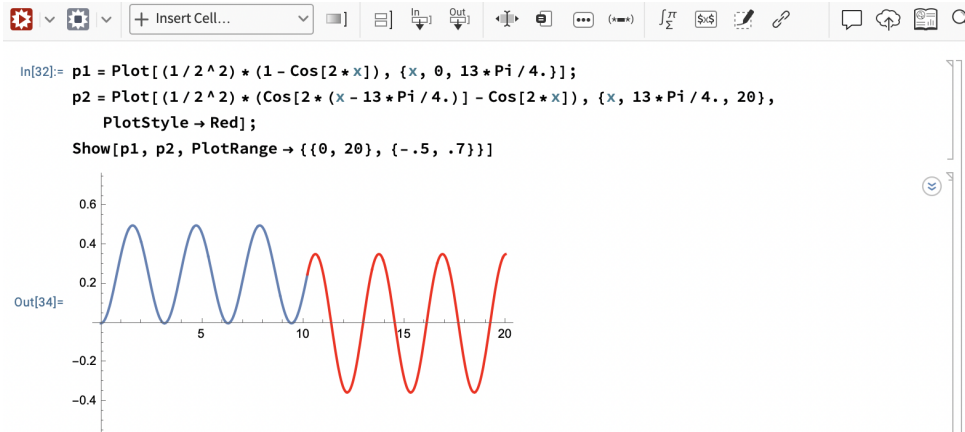 In
Out
Insert Cell...
In[32]:= p1 = Plot[(1/2^2) * (1 - Cos[2*x]), {x, 0, 13*Pi/4.}];
p2 = Plot[(1/2^2) * (Cos[2*(x - 13*Pi/4.)] - Cos[2*x]), {x, 13*Pi/4., 20},
PlotStyle → Red];
Show[p1, p2, PlotRange → {{0, 20}, {-.5, .7}}]
0.6
0.4
0.2
Out[34]=
5 10 15 20
-0.2
-0.4